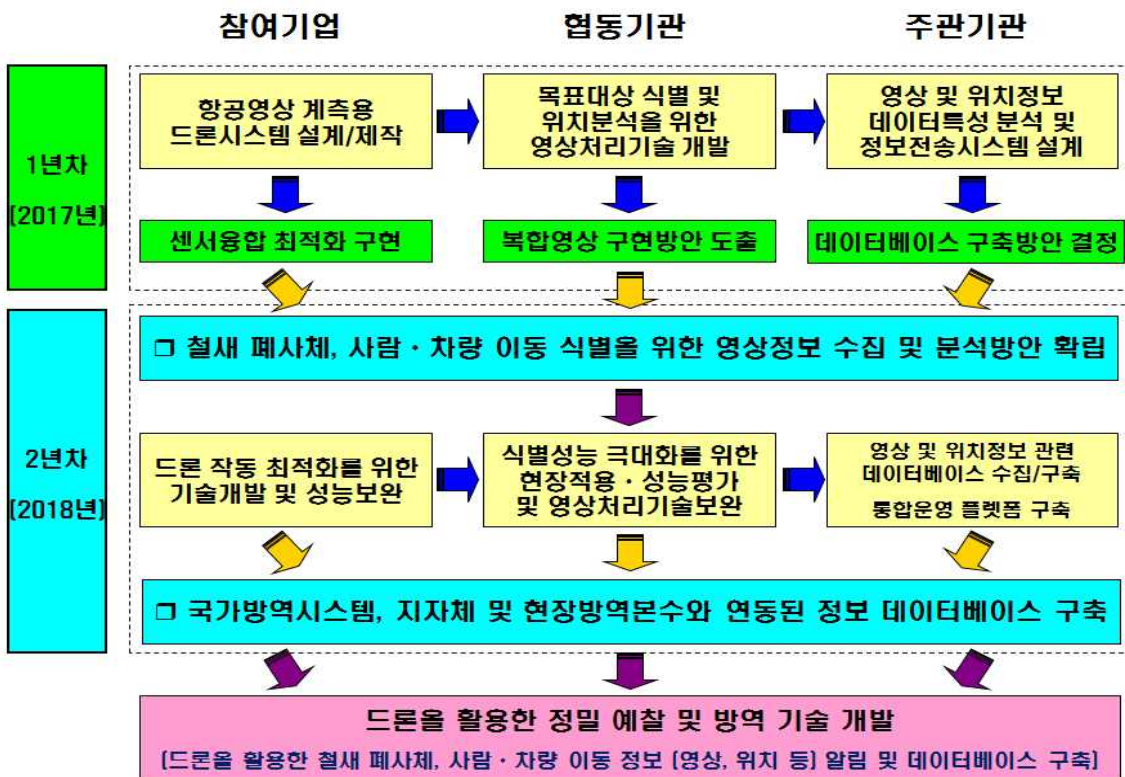 참여기업
협동기관
주관기관
1년차
(2017년)
항공영상 계측용
드론시스템 설계/제작
목표대상 식별 및
위치분석을 위한
영상처리기술 개발
영상 및 위치정보
데이터특성 분석 및
정보전송시스템 설계
센서융합 최적화 구현
복합영상 구현방안 도출
데이터베이스 구축방안 결정
2년차
(2018년)
❒ 철새 폐사체, 사람·차량 이동 식별을 위한 영상정보 수집 및 분석방안 확립
드론 작동 최적화를 위한
기술개발 및 성능보완
식별성능 극대화를 위한
현장적용·성능평가
및 영상처리기술보완
영상 및 위치정보 관련
데이터베이스 수집/구축
통합운영 플렛폼 구축
❒ 국가방역시스템, 지자체 및 현장방역본수와 연동된 정보 데이터베이스 구축
드론을 활용한 정밀 예찰 및 방역 기술 개발
(드론을 활용한 철새 폐사체, 사람·차량 이동 정보 (영상, 위치 등) 알림 및 데이터베이스 구축)